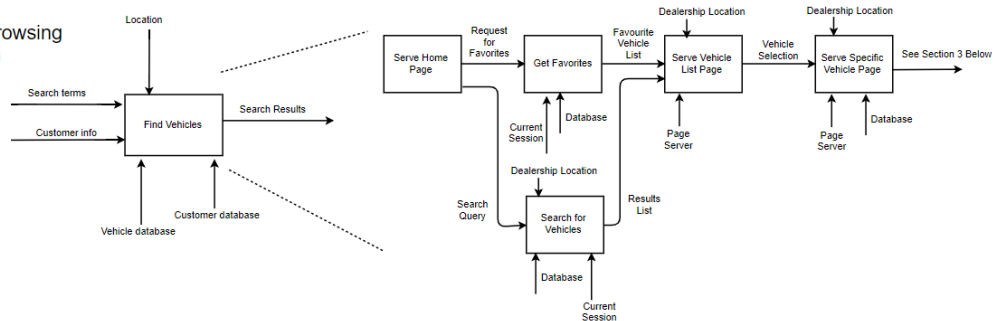 rowsing
Location
Search terms
Customer info
Find Vehicles
Search Results
Customer database
Vehicle database
Serve Home
Page
Request
for
Favorites
Get Favorites
Current
Session
Database
Favourite
Vehicle
List
Dealership Location
Serve Vehicle
List Page
Page
Server
Vehicle
Selection
Dealership Location
Serve Specific
Vehicle Page
Page
Server
Database
See Section 3 Below
Search
Query
Dealership Location
Search for
Vehicles
Results
List
Database
Current
Session